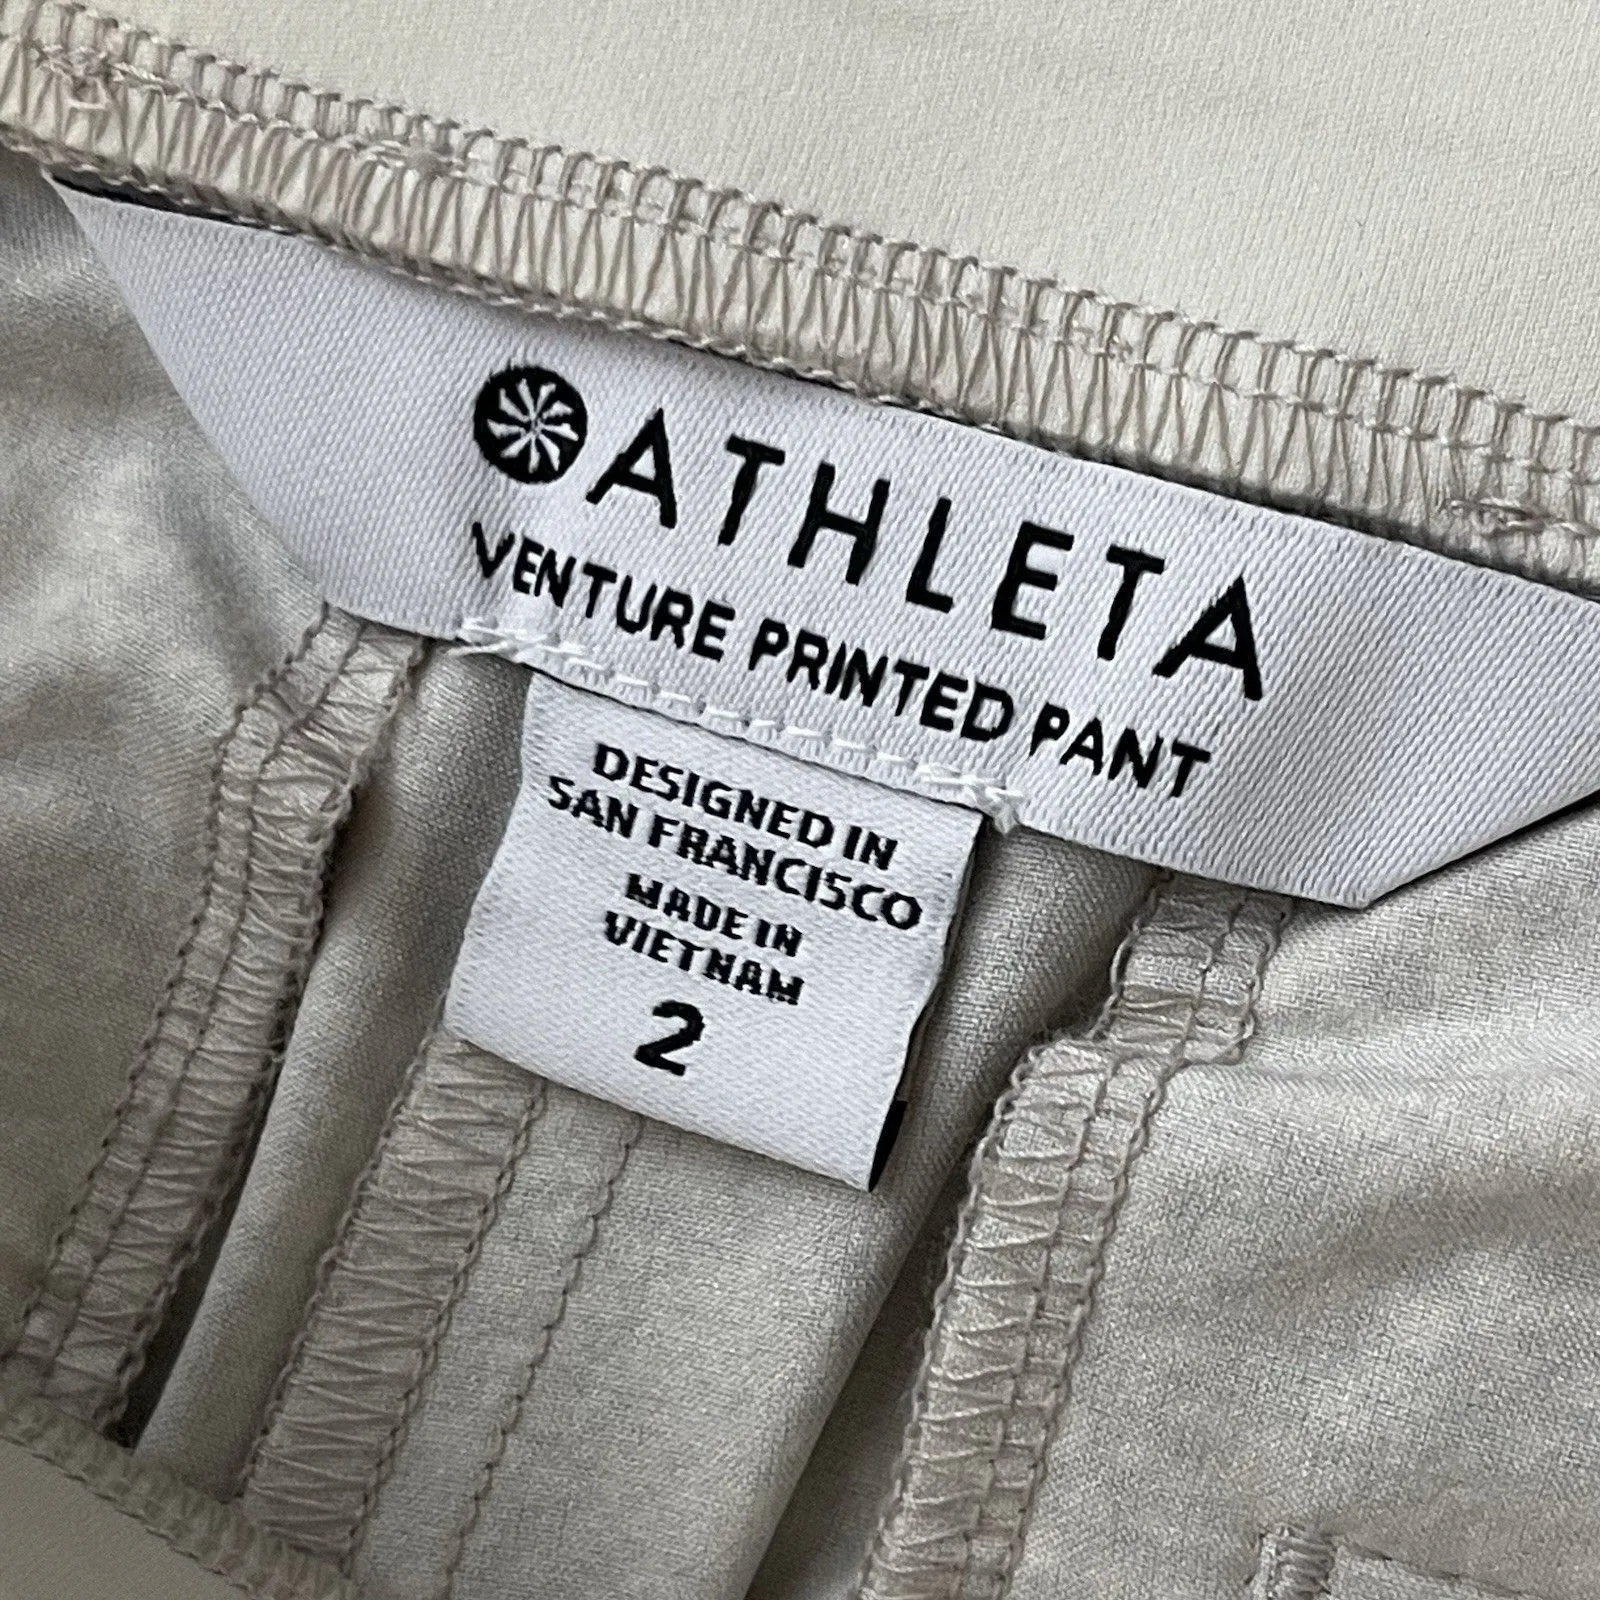 ATHLETA
VENTURE PRINTED PANT
DESIGNED IN
SAN FRANCISCO
MADE IN
VIETNAM
2